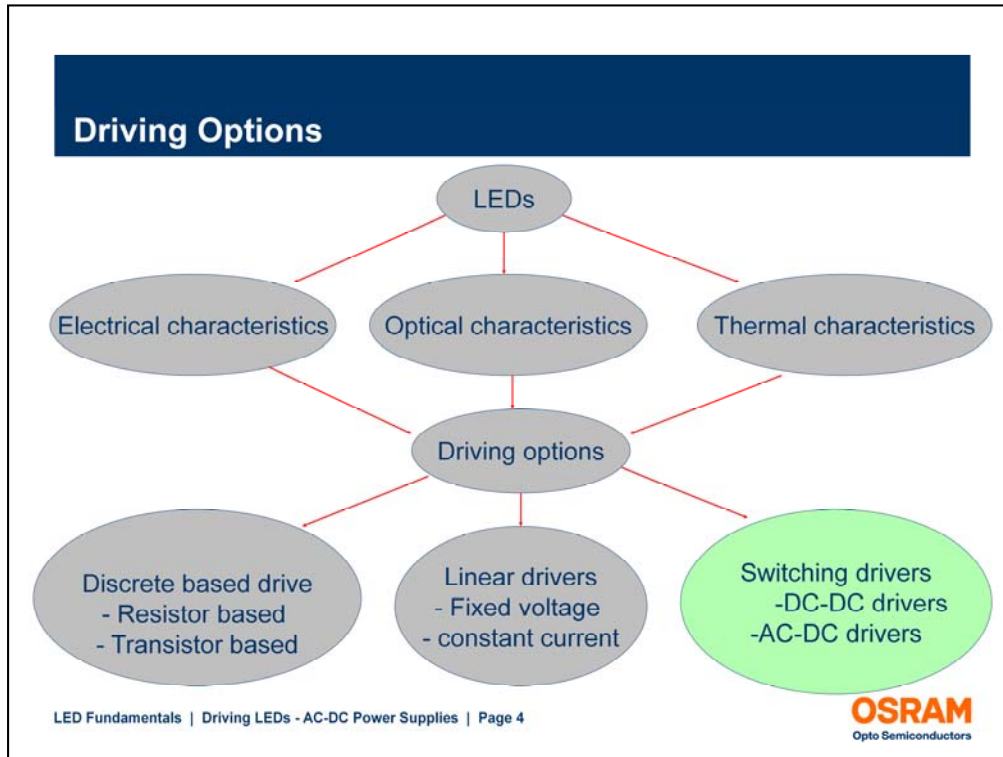 Driving Options
LEDs
Electrical characteristics
Optical characteristics
Thermal characteristics
Driving options
Discrete based drive
- Resistor based
- Transistor based
Linear drivers
- Fixed voltage
- constant current
Switching drivers
-DC-DC drivers
-AC-DC drivers
LED Fundamentals | Driving LEDs - AC-DC Power Supplies | Page 4
OSRAM
Opto Semiconductors